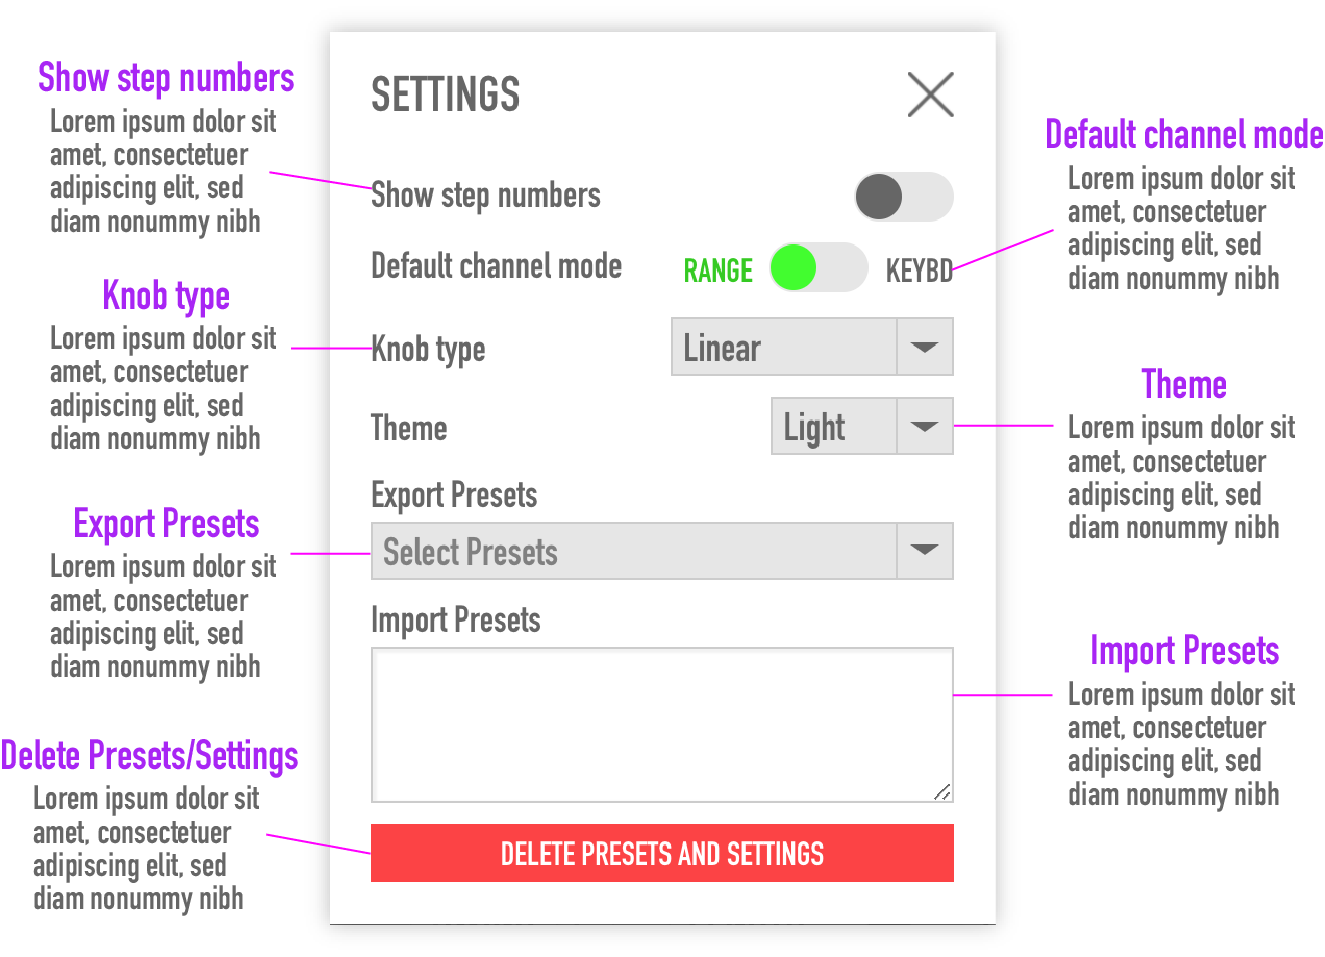 Show step numbers
Lorem ipsum dolor sit
amet, consectetuer
adipiscing elit, sed
diam nonummy nibh
Knob type
Lorem ipsum dolor sit
amet, consectetuer
adipiscing elit, sed
diam nonummy nibh
Export Presets
Lorem ipsum dolor sit
amet, consectetuer
adipiscing elit, sed
diam nonummy nibh
Delete Presets/Settings
Lorem ipsum dolor sit
amet, consectetuer
adipiscing elit, sed
diam nonummy nibh
SETTINGS
Show step numbers
Default channel mode RANGE KEYBD
Knob type Linear
Theme Light
Export Presets
Select Presets
Import Presets
DELETE PRESETS AND SETTINGS
Default channel mode
Lorem ipsum dolor sit
amet, consectetuer
adipiscing elit, sed
diam nonummy nibh
Theme
Lorem ipsum dolor sit
amet, consectetuer
adipiscing elit, sed
diam nonummy nibh
Import Presets
Lorem ipsum dolor sit
amet, consectetuer
adipiscing elit, sed
diam nonummy nibh